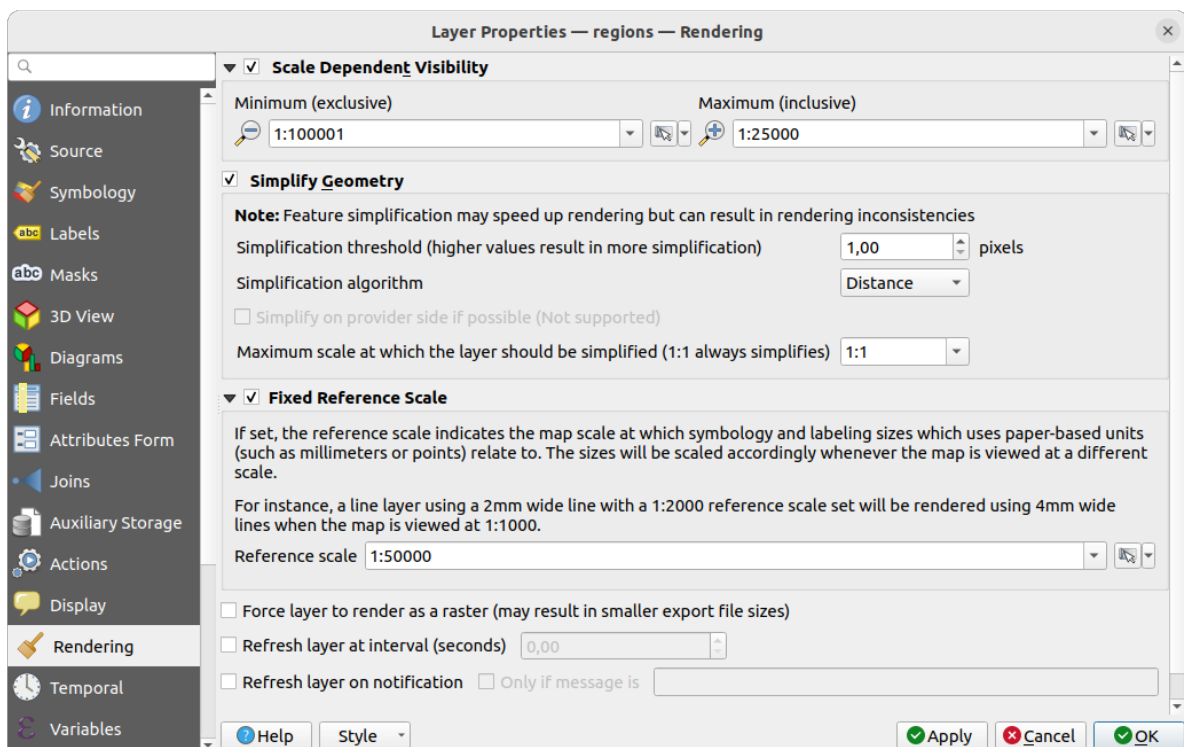 Layer Properties — regions — Rendering
Information
Source
Symbology
abc Labels
abc Masks
3D View
Diagrams
Fields
Attributes Form
Joins
Auxiliary Storage
Actions
Display
Rendering
Temporal
Variables
Scale Dependent Visibility
Minimum (exclusive) Maximum (inclusive)
1:100001 1:25000
Simplify Geometry
Note: Feature simplification may speed up rendering but can result in rendering inconsistencies
Simplification threshold (higher values result in more simplification) 1,00 pixels
Simplification algorithm Distance
Simplify on provider side if possible (Not supported)
Maximum scale at which the layer should be simplified (1:1 always simplifies) 1:1
Fixed Reference Scale
If set, the reference scale indicates the map scale at which symbology and labeling sizes which uses paper-based units
(such as millimeters or points) relate to. The sizes will be scaled accordingly whenever the map is viewed at a different
scale.
For instance, a line layer using a 2mm wide line with a 1:2000 reference scale set will be rendered using 4mm wide
lines when the map is viewed at 1:1000.
Reference scale 1:50000
Force layer to render as a raster (may result in smaller export file sizes)
Refresh layer at interval (seconds) 0,00
Refresh layer on notification Only if message is
Help Style Apply Cancel OK